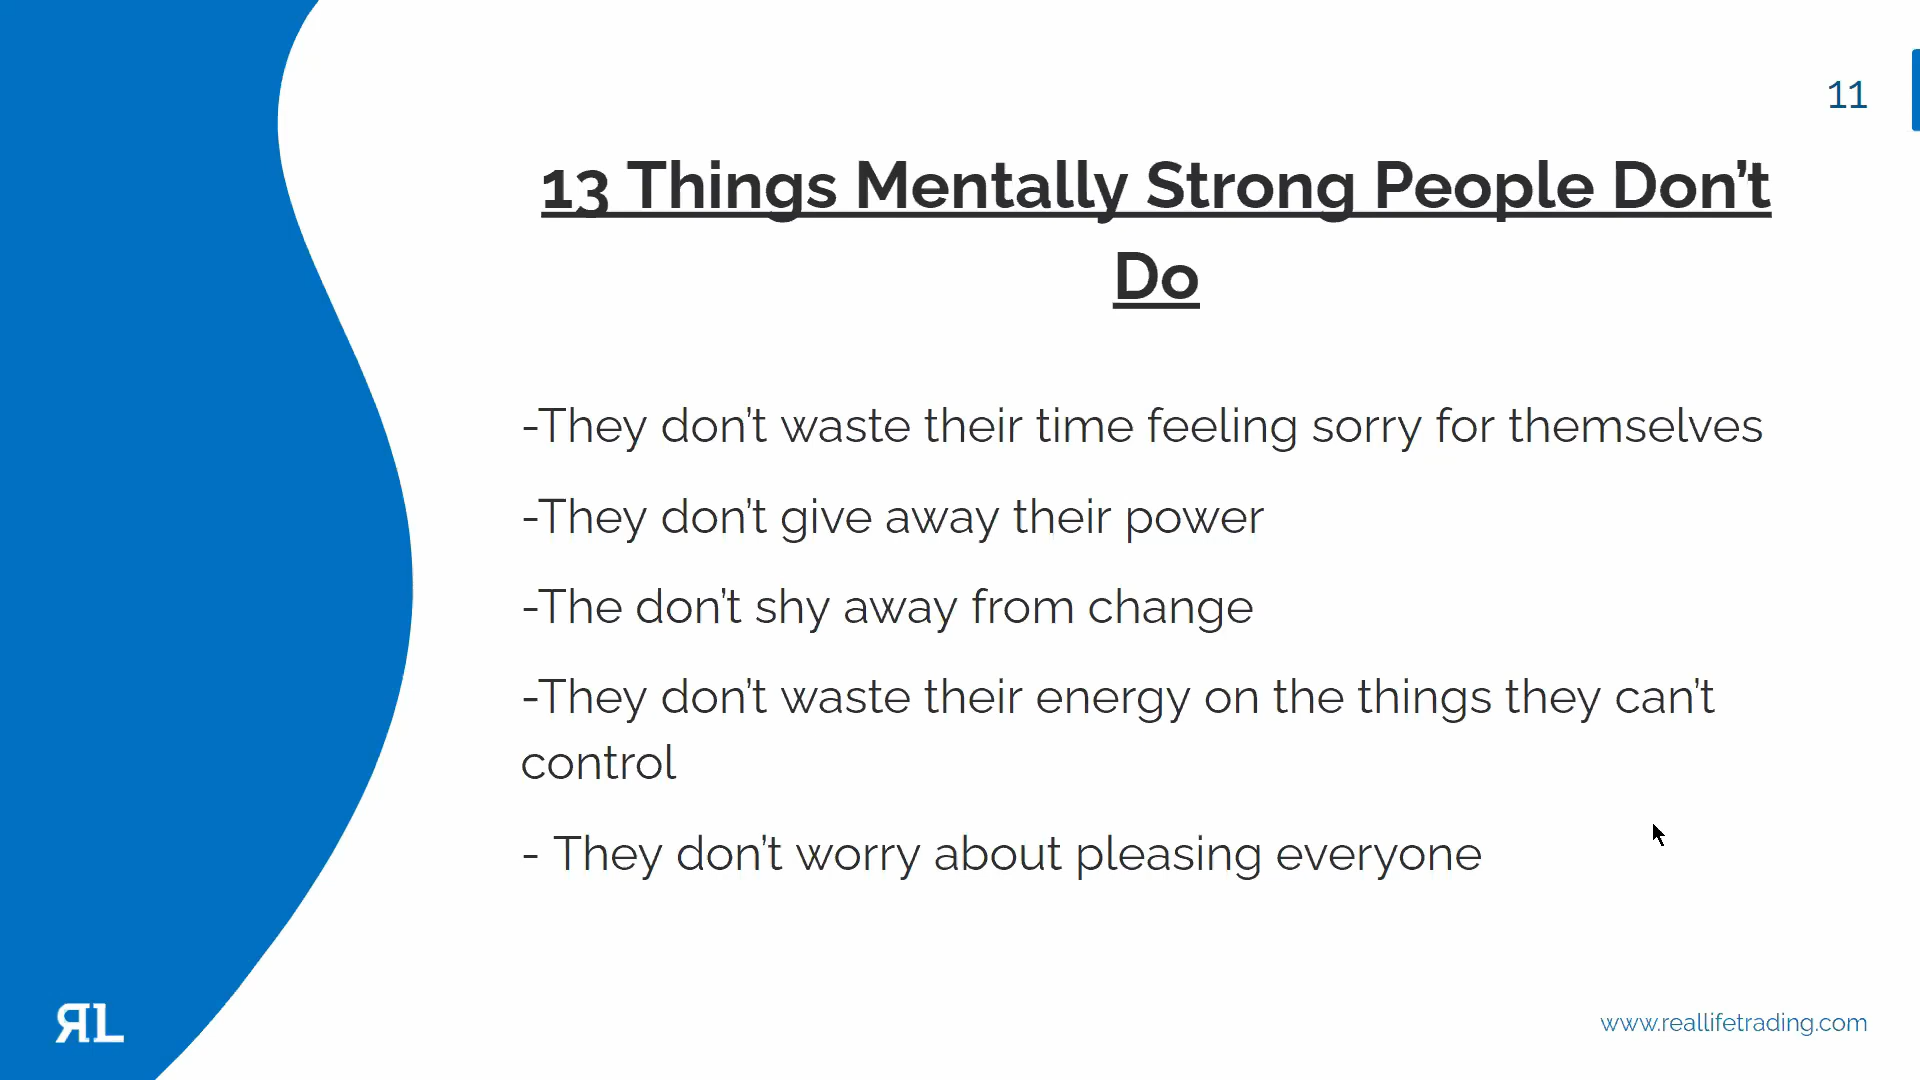 11
13 Things Mentally Strong People Don’t
Do
-They don’t waste their time feeling sorry for themselves
-They don’t give away their power
-The don’t shy away from change
-They don’t waste their energy on the things they can’t
control
- They don’t worry about pleasing everyone
RL
www.reallifetrading.com